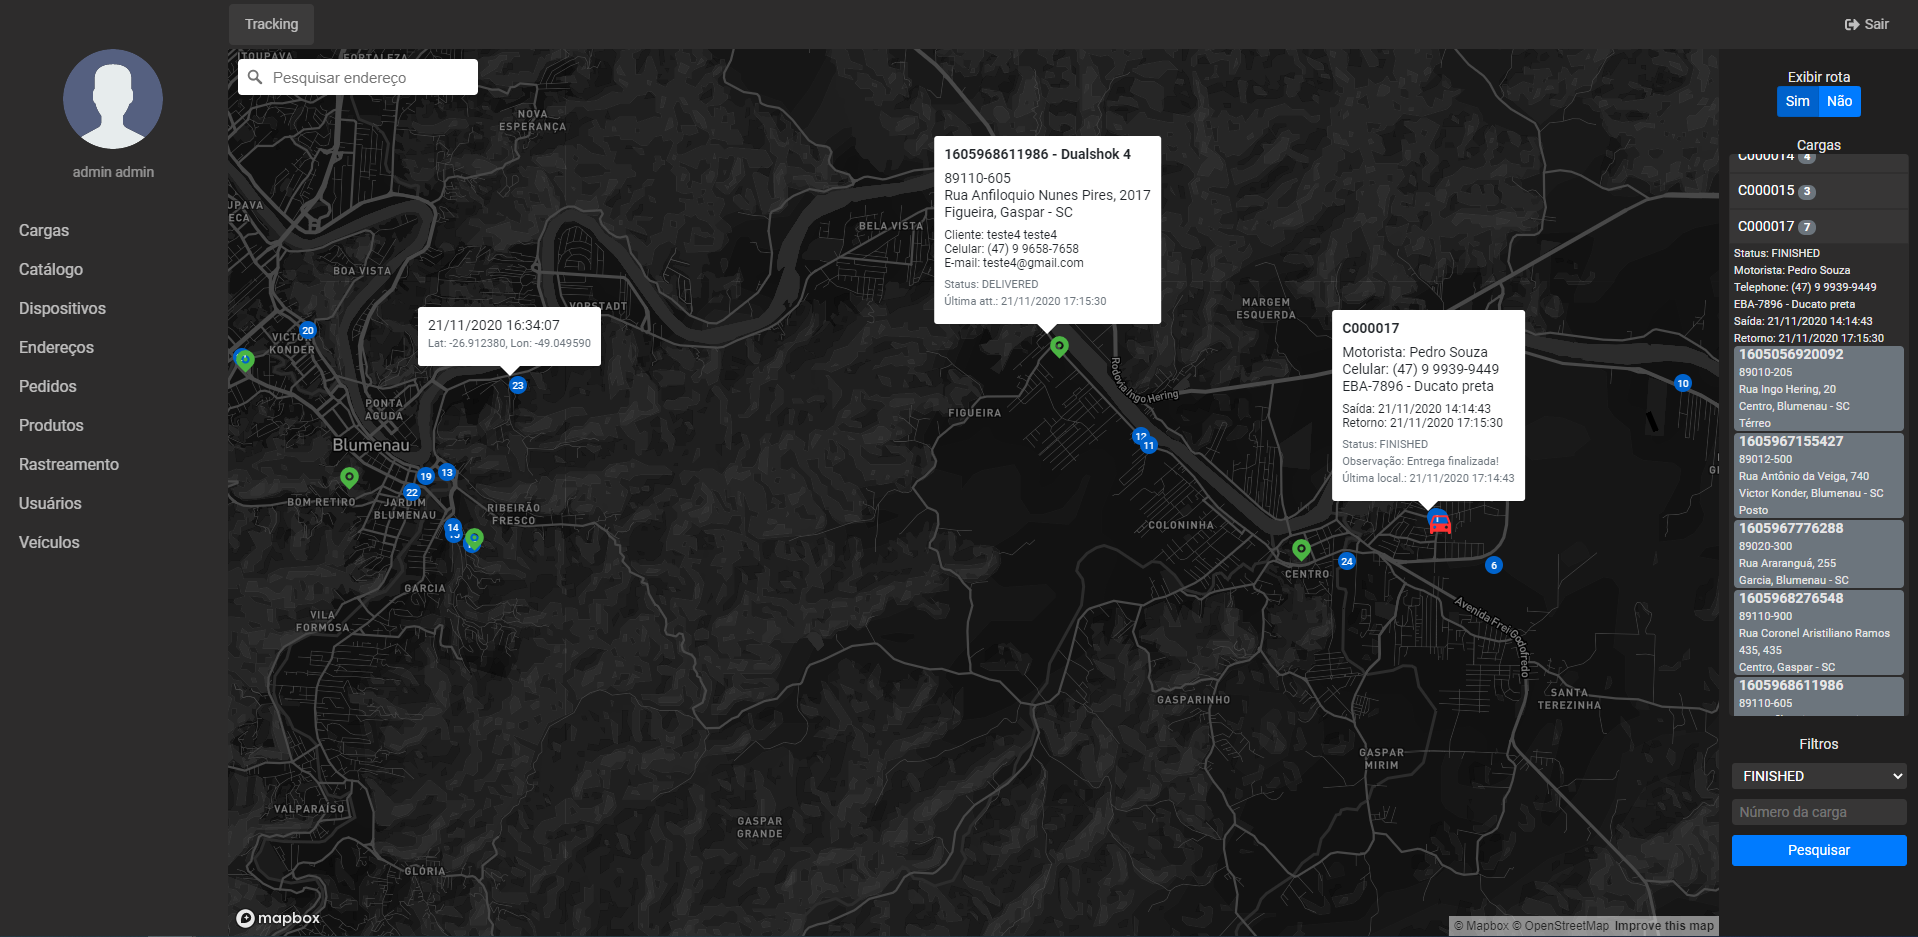 Tracking
Sair
admin admin
Cargas
Catálogo
Dispositivos
Endereços
Pedidos
Produtos
Rastreamento
Usuários
Veículos
Pesquisar endereço
FORTALEZA
NOVA
ESPERANÇA
BOA VISTA
BELA VISTA
VORSTADT
VICTOR
KONDER
PONTA
AGUDA
Blumenau
BOM RETIRO
JARDIM
BLUMENAU
RIBEIRÃO
FRESCO
GARCIA
VILA
FORMOSA
VALPARAÍSO
GLÓRIA
GASPAR
GRANDE
FIGUEIRA
MARGEM
ESQUERDA
Rodovia Ingo Hering
COLONINHA
CENTRO
Avenida Frei Godofredo
GASPARINHO
GASPAR
MIRIM
SANTA
TEREZINHA
20
23
19
13
22
14
12
11
10
24
6
21/11/2020 16:34:07
Lat: -26.912380, Lon: -49.049590
1605968611986 - Dualshok 4
89110-605
Rua Anfiloquio Nunes Pires, 2017
Figueira, Gaspar - SC
Cliente: teste4 teste4
Celular: (47) 9 9658-7658
E-mail: teste4@gmail.com
Status: DELIVERED
Última att.: 21/11/2020 17:15:30
C000017
Motorista: Pedro Souza
Celular: (47) 9 9939-9449
EBA-7896 - Ducato preta
Saída: 21/11/2020 14:14:43
Retorno: 21/11/2020 17:15:30
Status: FINISHED
Observação: Entrega finalizada!
Última local.: 21/11/2020 17:14:43
mapbox
© Mapbox © OpenStreetMap Improve this map
Exibir rota
Sim Não
Cargas
C000014 4
C000015 3
C000017 7
Status: FINISHED
Motorista: Pedro Souza
Telephone: (47) 9 9939-9449
EBA-7896 - Ducato preta
Saída: 21/11/2020 14:14:43
Retorno: 21/11/2020 17:15:30
1605056920092
89010-205
Rua Ingo Hering, 20
Centro, Blumenau - SC
Térreo
1605967155427
89012-500
Rua Antônio da Veiga, 740
Victor Konder, Blumenau - SC
Posto
1605967776288
89020-300
Rua Araranguá, 255
Garcia, Blumenau - SC
1605968276548
89110-900
Rua Coronel Aristiliano Ramos
435, 435
Centro, Gaspar - SC
1605968611986
89110-605
Filtros
FINISHED
Número da carga
Pesquisar